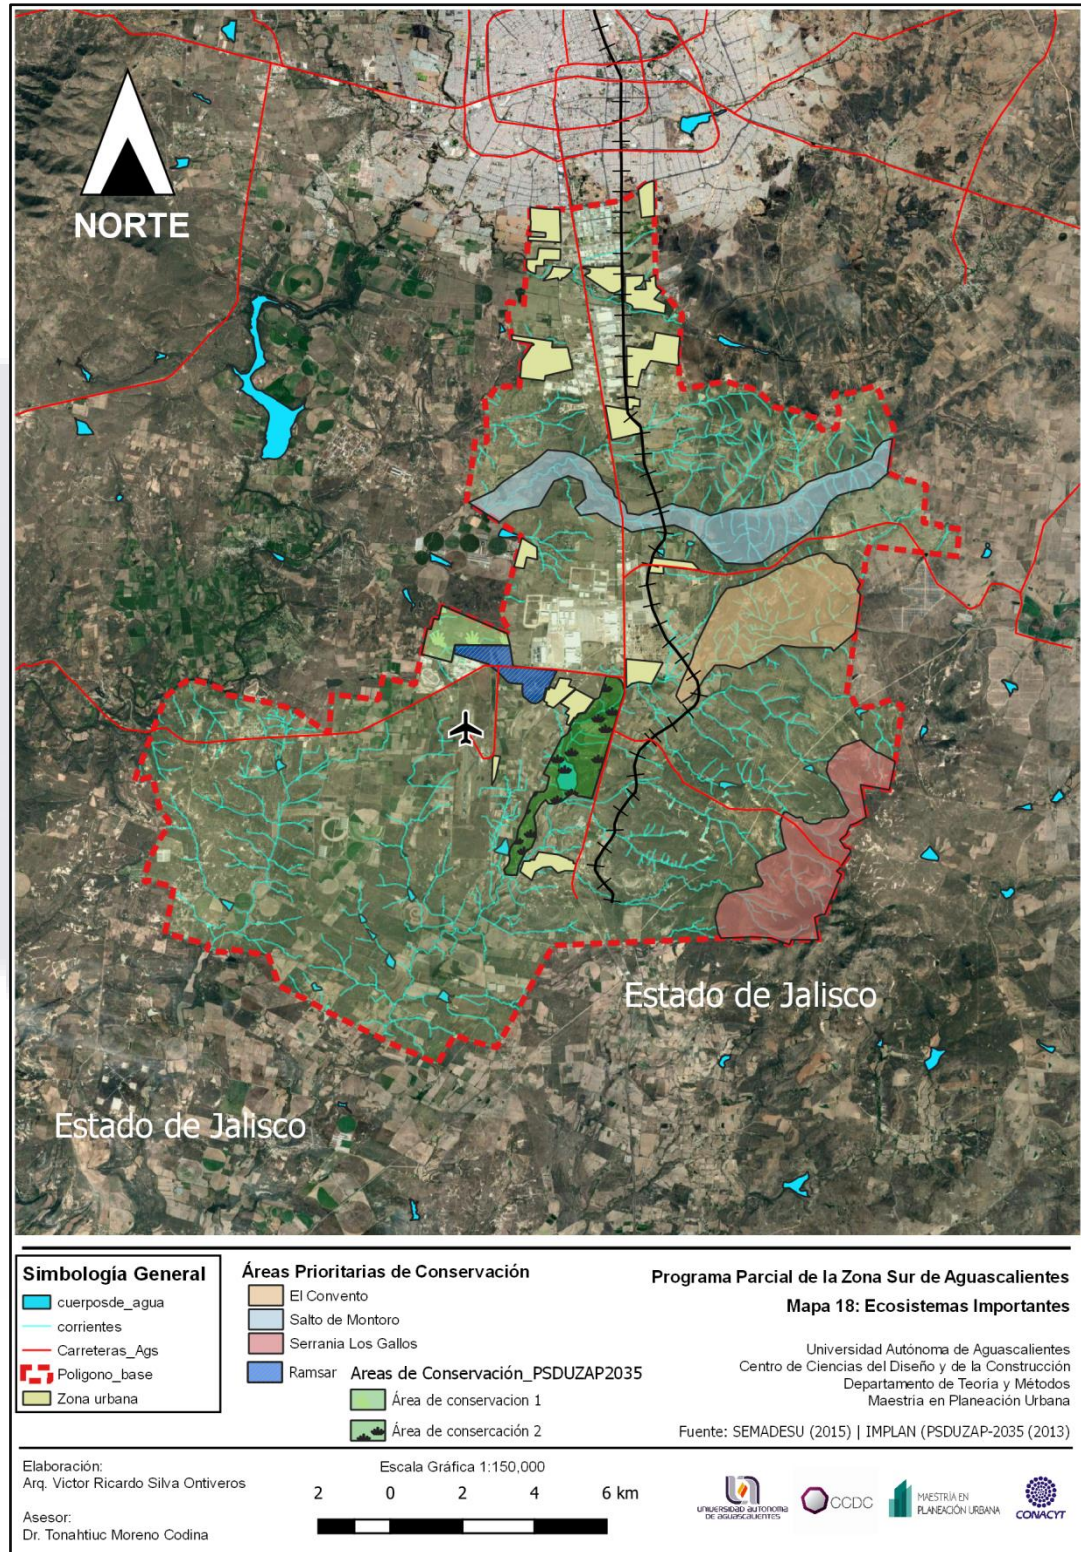 NORTE
Estado de Jalisco
Estado de Jalisco
Simbología General
cuerposde_agua
corrientes
Carreteras_Ags
Poligono_base
Zona urbana
Áreas Prioritarias de Conservación
El Convento
Salto de Montoro
Serrania Los Gallos
Ramsar
Areas de Conservación_PSDUZAP2035
Área de conservacion 1
Área de consercación 2
Programa Parcial de la Zona Sur de Aguascalientes
Mapa 18: Ecosistemas Importantes
Universidad Autónoma de Aguascalientes
Centro de Ciencias del Diseño y de la Construcción
Departamento de Teoría y Métodos
Maestria en Planeación Urbana
Fuente: SEMADESU (2015) | IMPLAN (PSDUZAP-2035 (2013)
Elaboración:
Arq. Victor Ricardo Silva Ontiveros
Asesor:
Dr. Tonahtiuc Moreno Codina
Escala Gráfica 1:150,000
2 0 2 4 6 km
UNIVERSIDAD AUTONOMA
DE AGUASCALIENTES
CCDC
MAESTRÍA EN
PLANEACIÓN URBANA
CONACYT